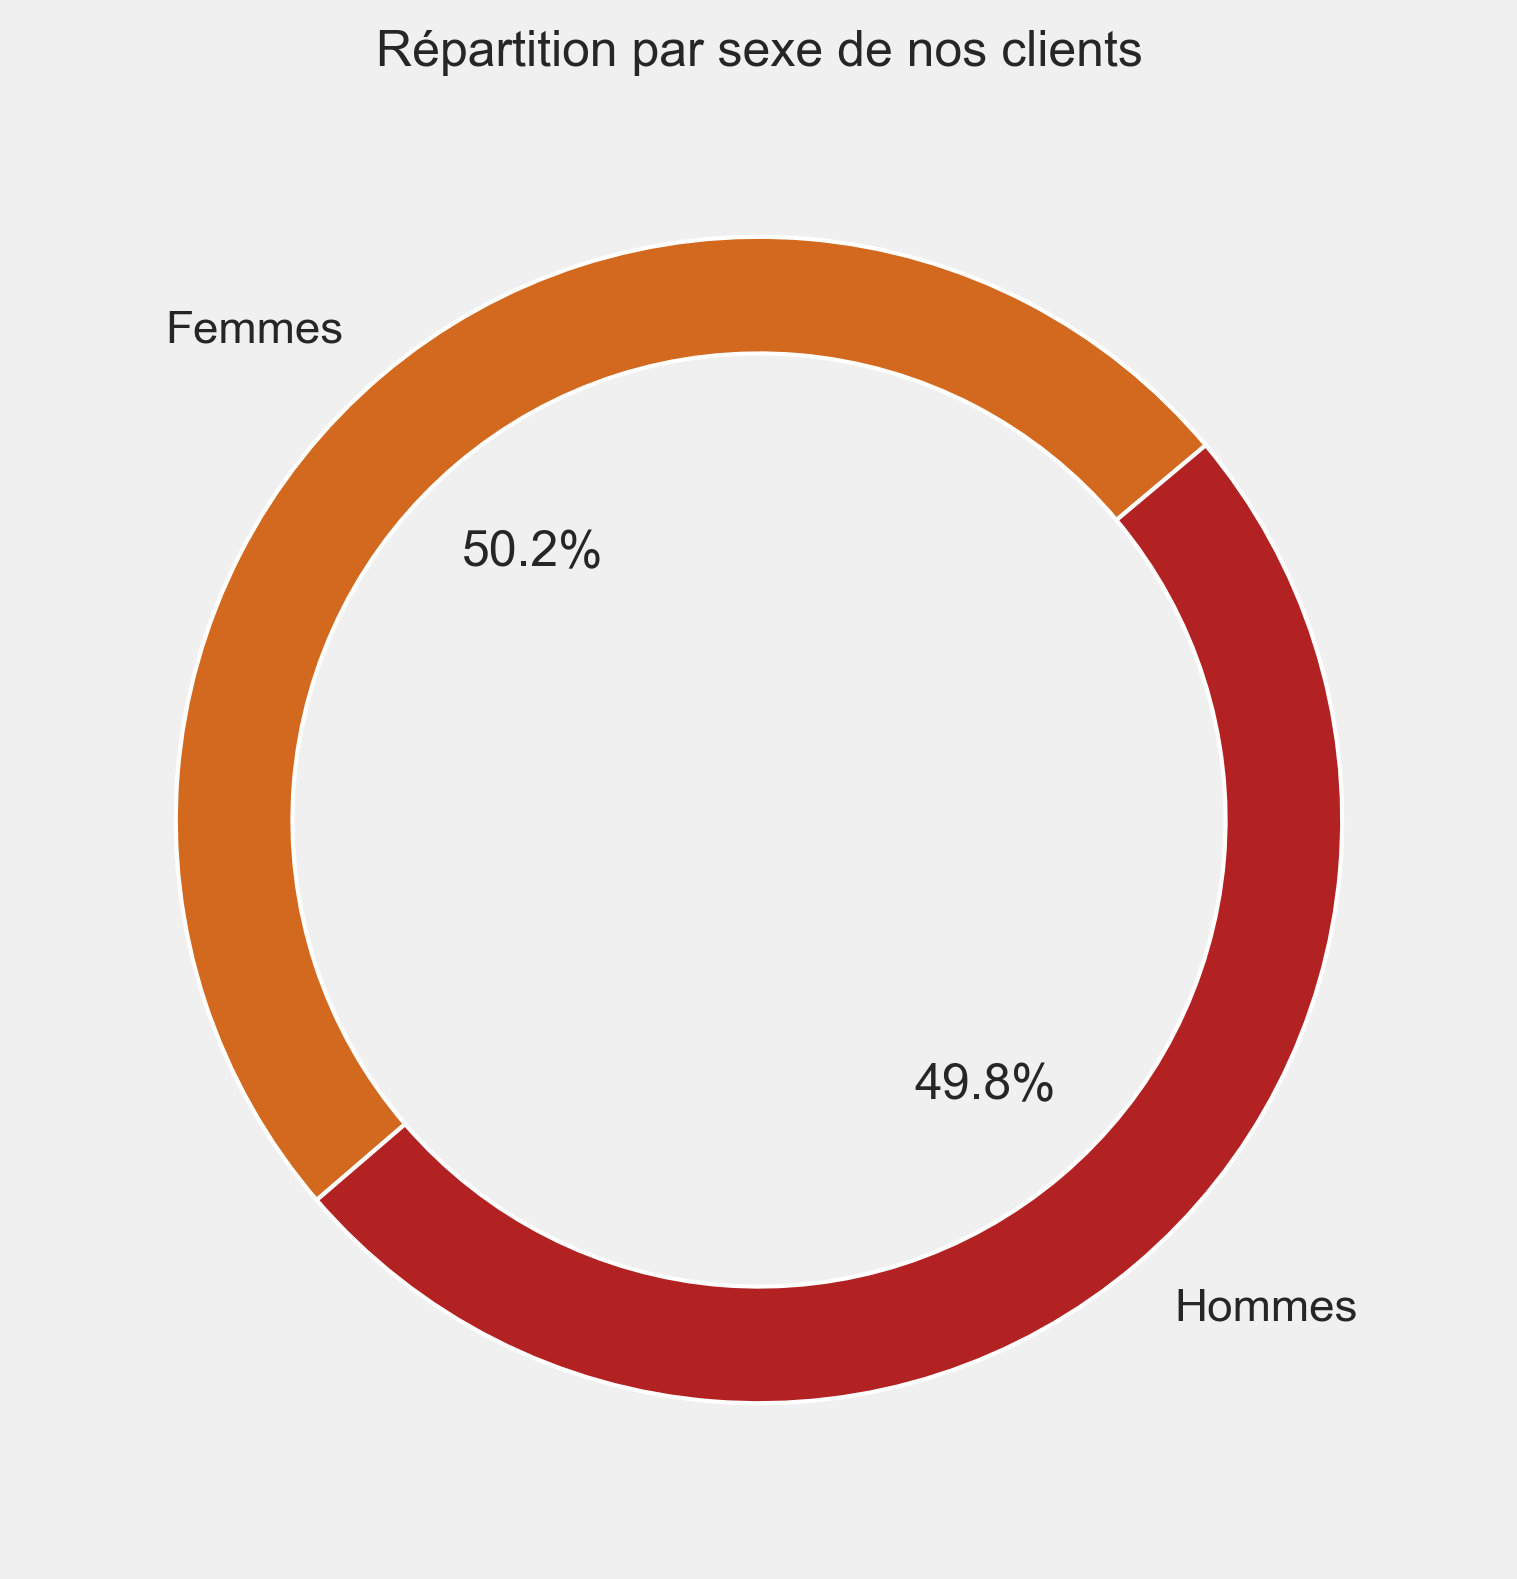 Répartition par sexe de nos clients
Femmes
50.2%
49.8%
Hommes